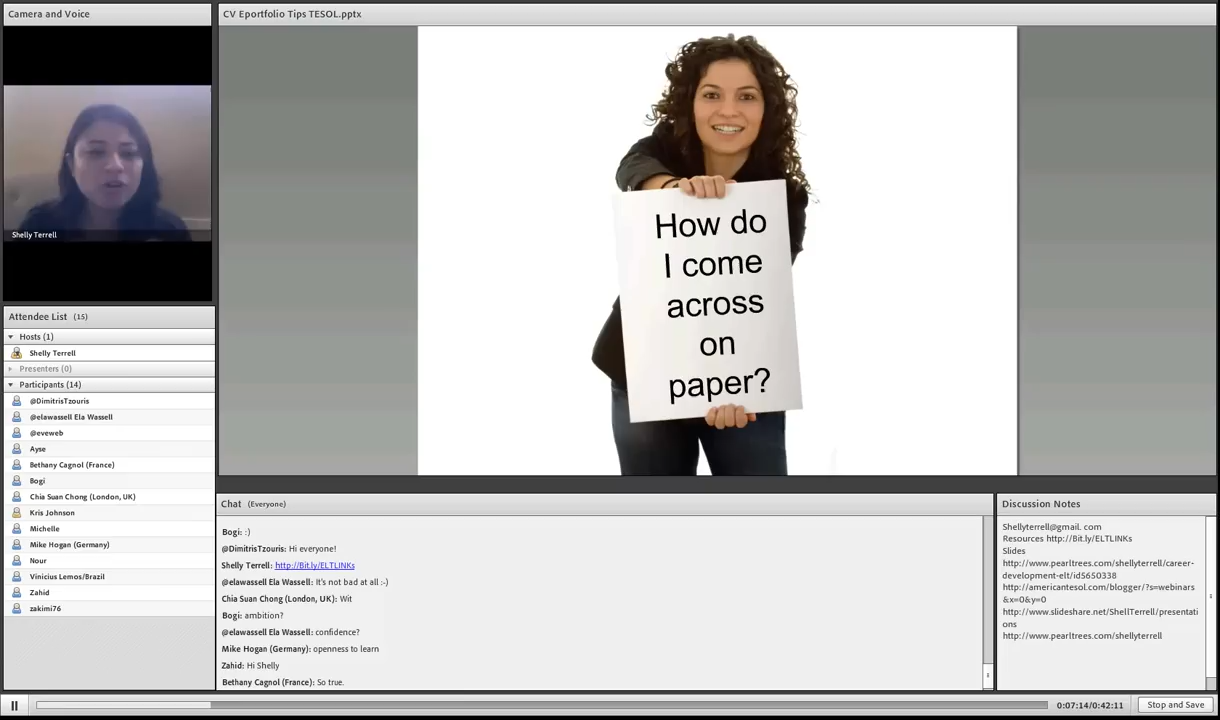 Camera and Voice
Shelly Terrell
Attendee List (15)
Hosts (1)
Shelly Terrell
Presenters (0)
Participants (14)
@DimitrisTzouris
@elawassell Ela Wassell
@eveweb
Ayse
Bethany Cagnol (France)
Bogi
Chia Suan Chong (London, UK)
Kris Johnson
Michelle
Mike Hogan (Germany)
Nour
Vinicius Lemos/Brazil
Zahid
zakimi76
CV Eportfolio Tips TESOL.pptx
How do
I come
across
on
paper?
Chat (Everyone)
Bogi: :)
@DimitrisTzouris: Hi everyone!
Shelly Terrell: http://Bit.ly/ELTLINKs
@elawassell Ela Wassell: It's not bad at all :-)
Chia Suan Chong (London, UK): Wit
Bogi: ambition?
@elawassell Ela Wassell: confidence?
Mike Hogan (Germany): openness to learn
Zahid: Hi Shelly
Bethany Cagnol (France): So true.
Discussion Notes
Shellyterrell@gmail. com
Resources http://Bit.ly/ELTLINKs
Slides
http://www.pearltrees.com/shellyterrell/career-
development-elt/id5650338
http://americantesol.com/blogger/?s=webinars
&x=0&y=0
http://www.slideshare.net/ShellTerrell/presentati
ons
http://www.pearltrees.com/shellyterrell
0:07:14/0:42:11
Stop and Save